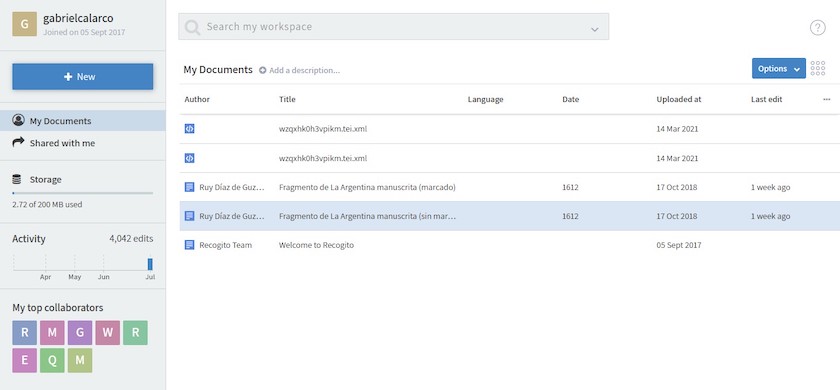 G gabrielcalarco
Joined on 05 Sept 2017
+ New
My Documents
Shared with me
Storage
2.72 of 200 MB used
Activity 4,042 edits
Apr May Jun Jul
My top collaborators
R M G W R
E Q M
Search my workspace
?
My Documents + Add a description...
Options
Author Title Language Date Uploaded at Last edit ...
</> wzqxhk0h3vpikm.tei.xml 14 Mar 2021
</> wzqxhk0h3vpikm.tei.xml 14 Mar 2021
Ruy Díaz de Guz... Fragmento de La Argentina manuscrita (marcado) 1612 17 Oct 2018 1 week ago
Ruy Díaz de Guz... Fragmento de La Argentina manuscrita (sin mar... 1612 17 Oct 2018 1 week ago
Recogito Team Welcome to Recogito 05 Sept 2017